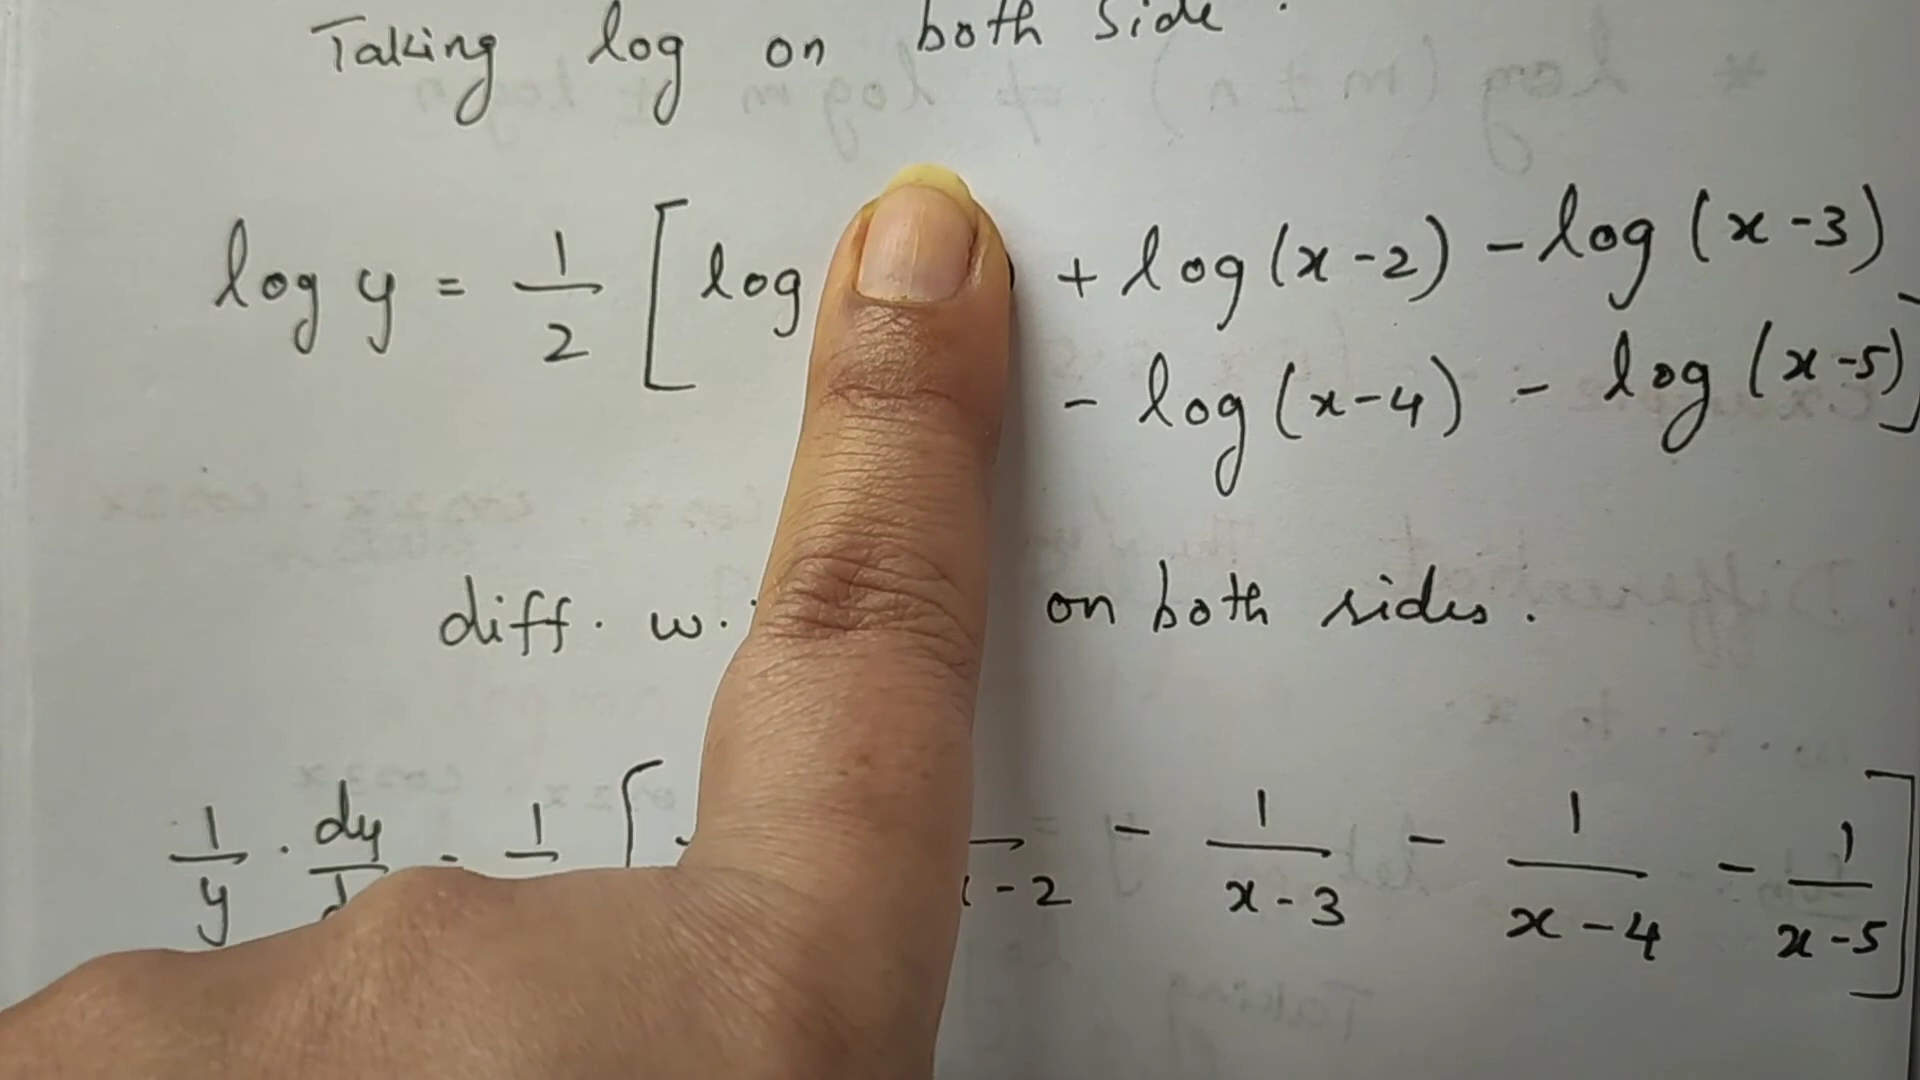 Taking log on both side.
log y = 1/2 [ log + log (x-2) - log (x-3)
- log (x-4) - log (x-5) ]
diff. w. on both sides.
1/y . dy = 1 [ -2 - 1/(x-3) - 1/(x-4) - 1/(x-5) ]